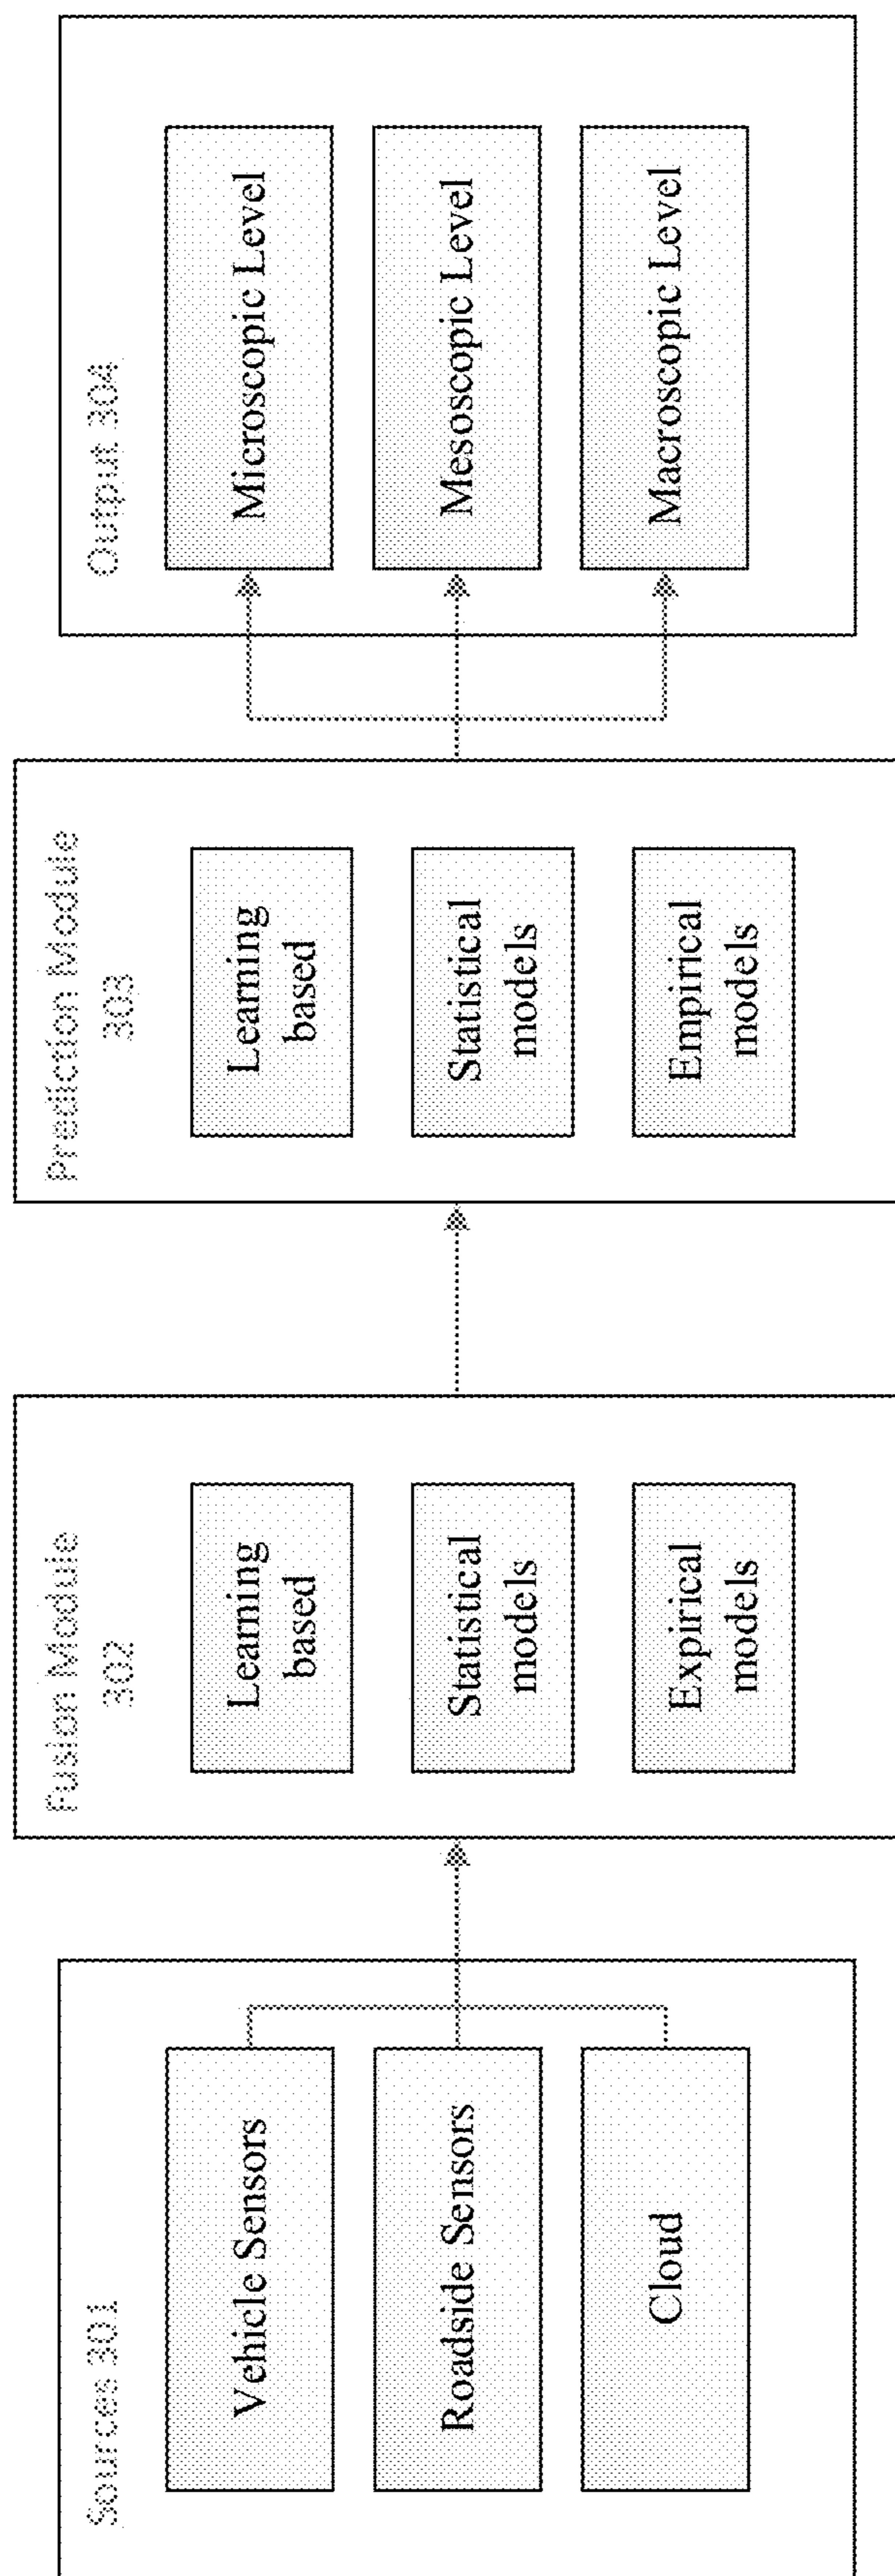 Sources 301
Vehicle Sensors
Roadside Sensors
Cloud
Fusion Module
302
Learning
based
Statistical
models
Expirical
models
Prediction Module
303
Learning
based
Statistical
models
Empirical
models
Output 304
Microscopic Level
Mesoscopic Level
Macroscopic Level